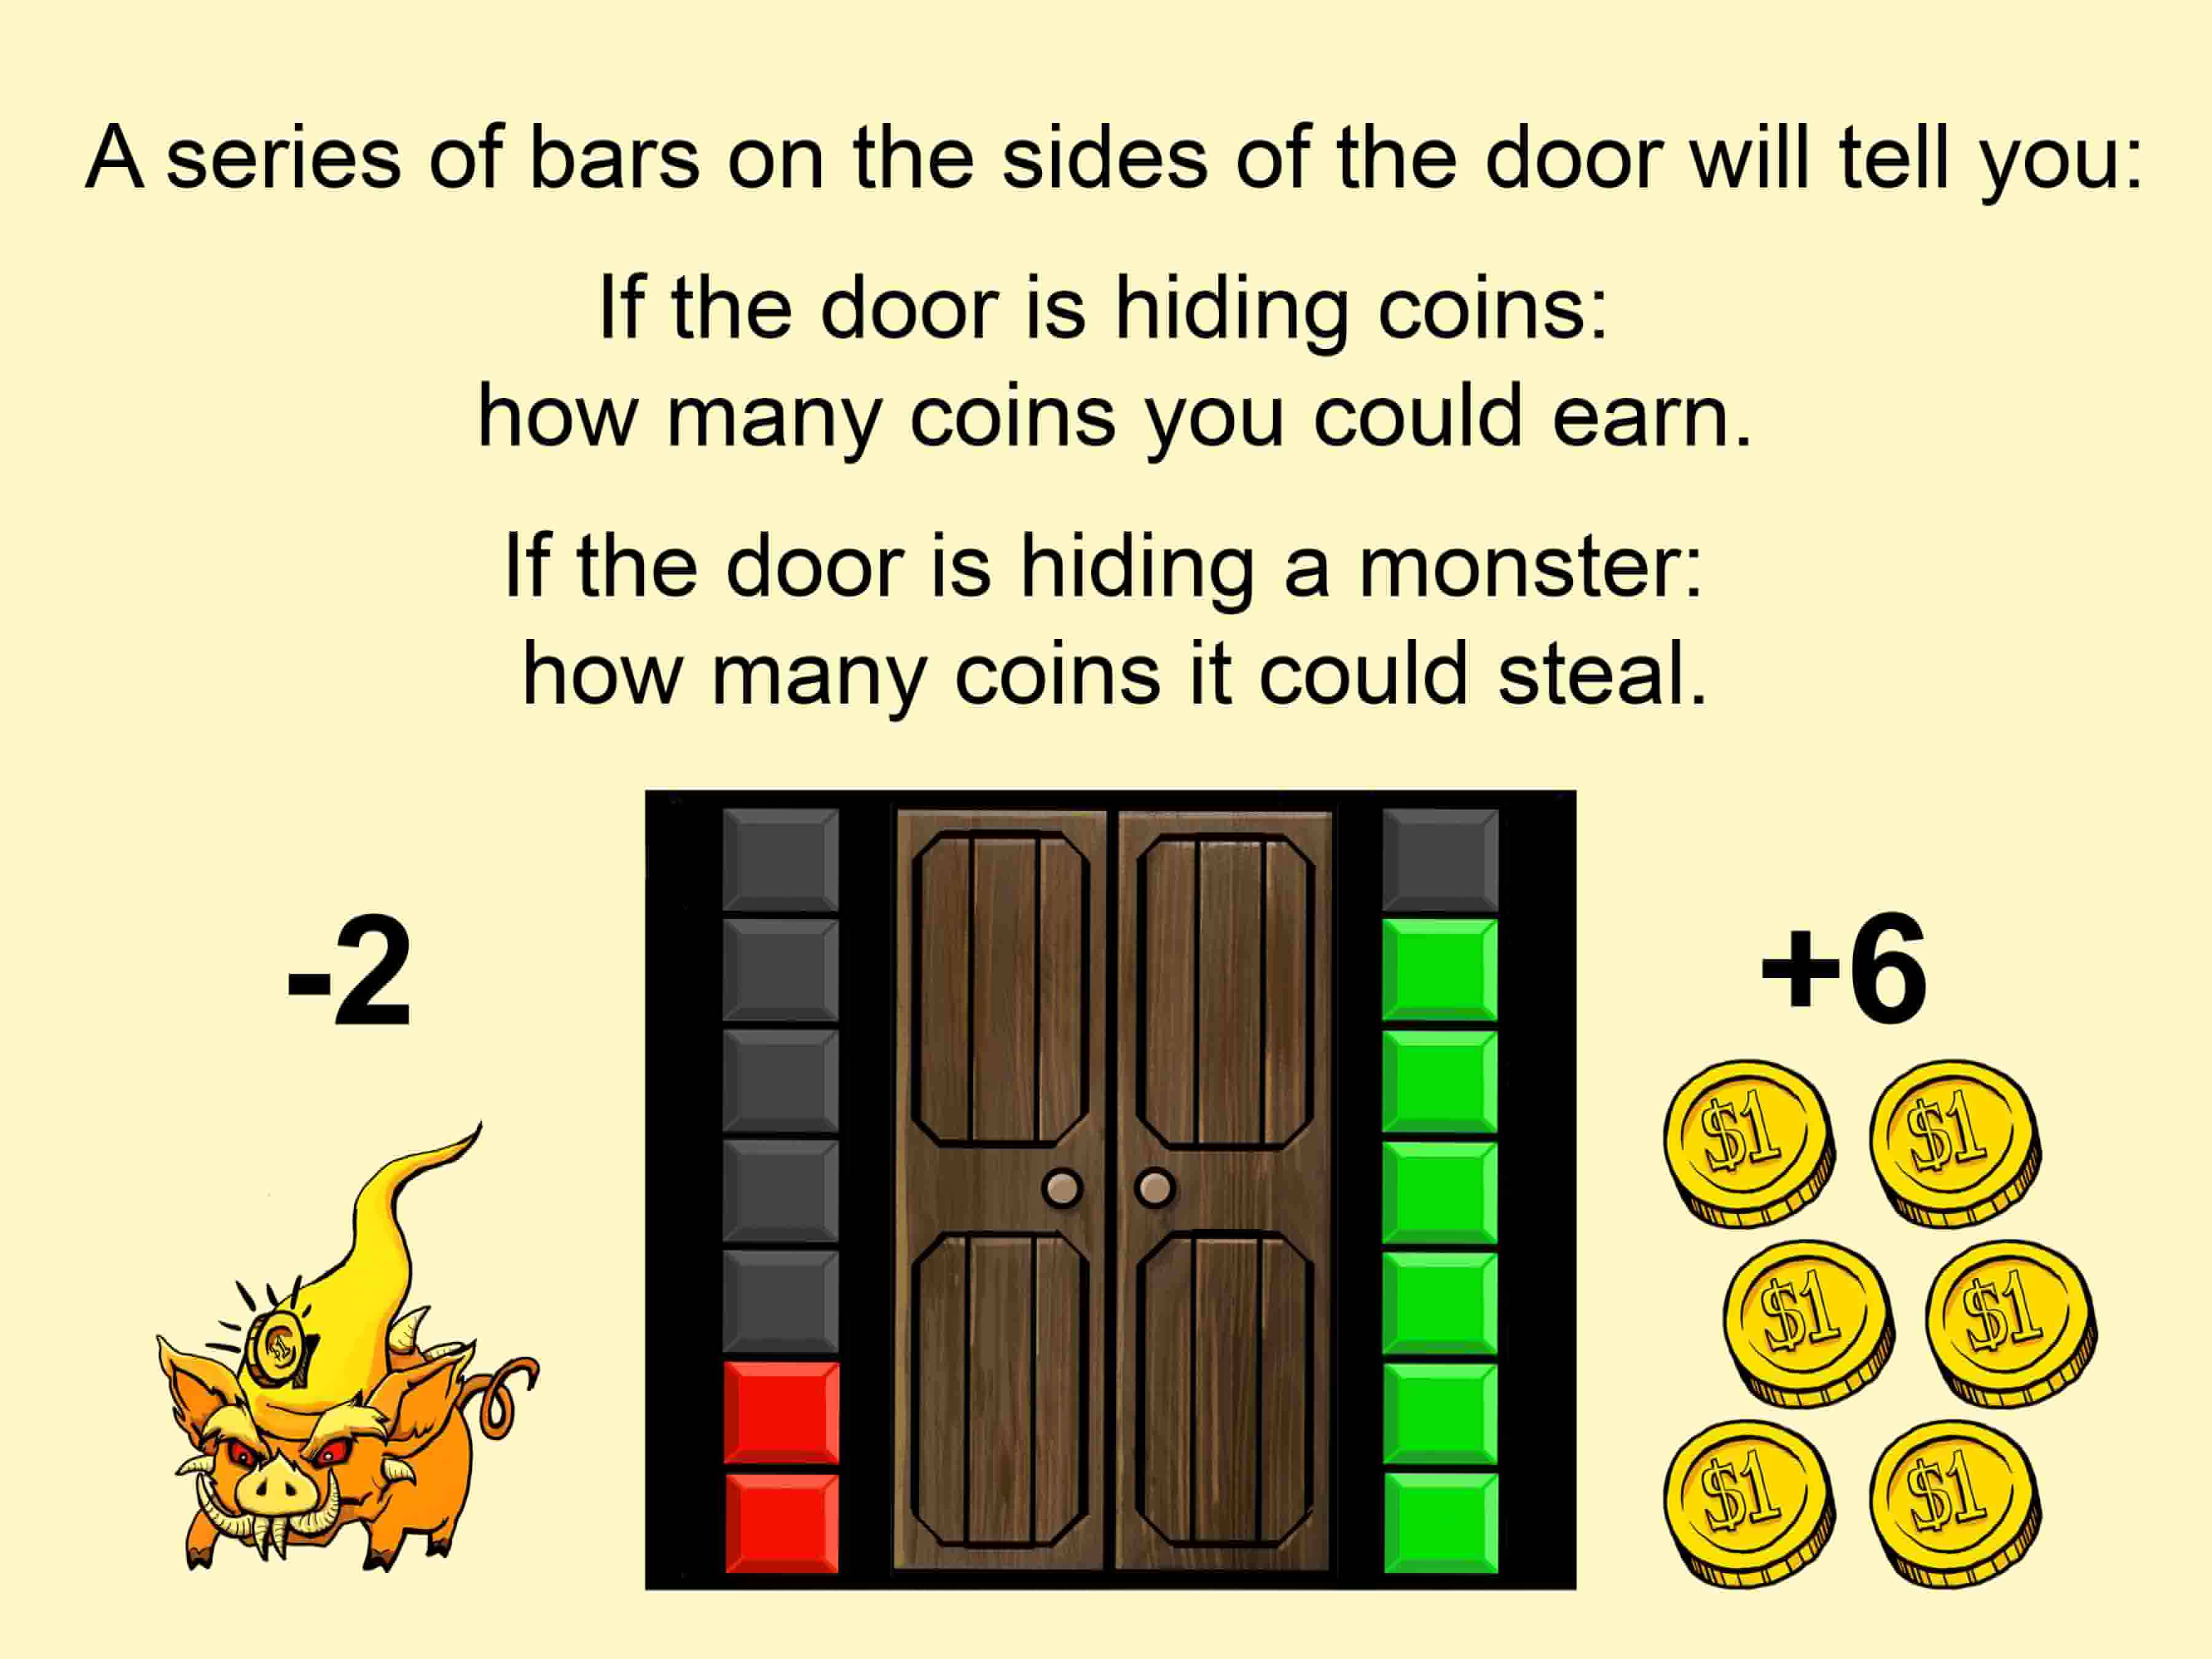 A series of bars on the sides of the door will tell you:
If the door is hiding coins:
how many coins you could earn.
If the door is hiding a monster:
how many coins it could steal.
-2
+6
$1
$1 $1
$1 $1
$1 $1